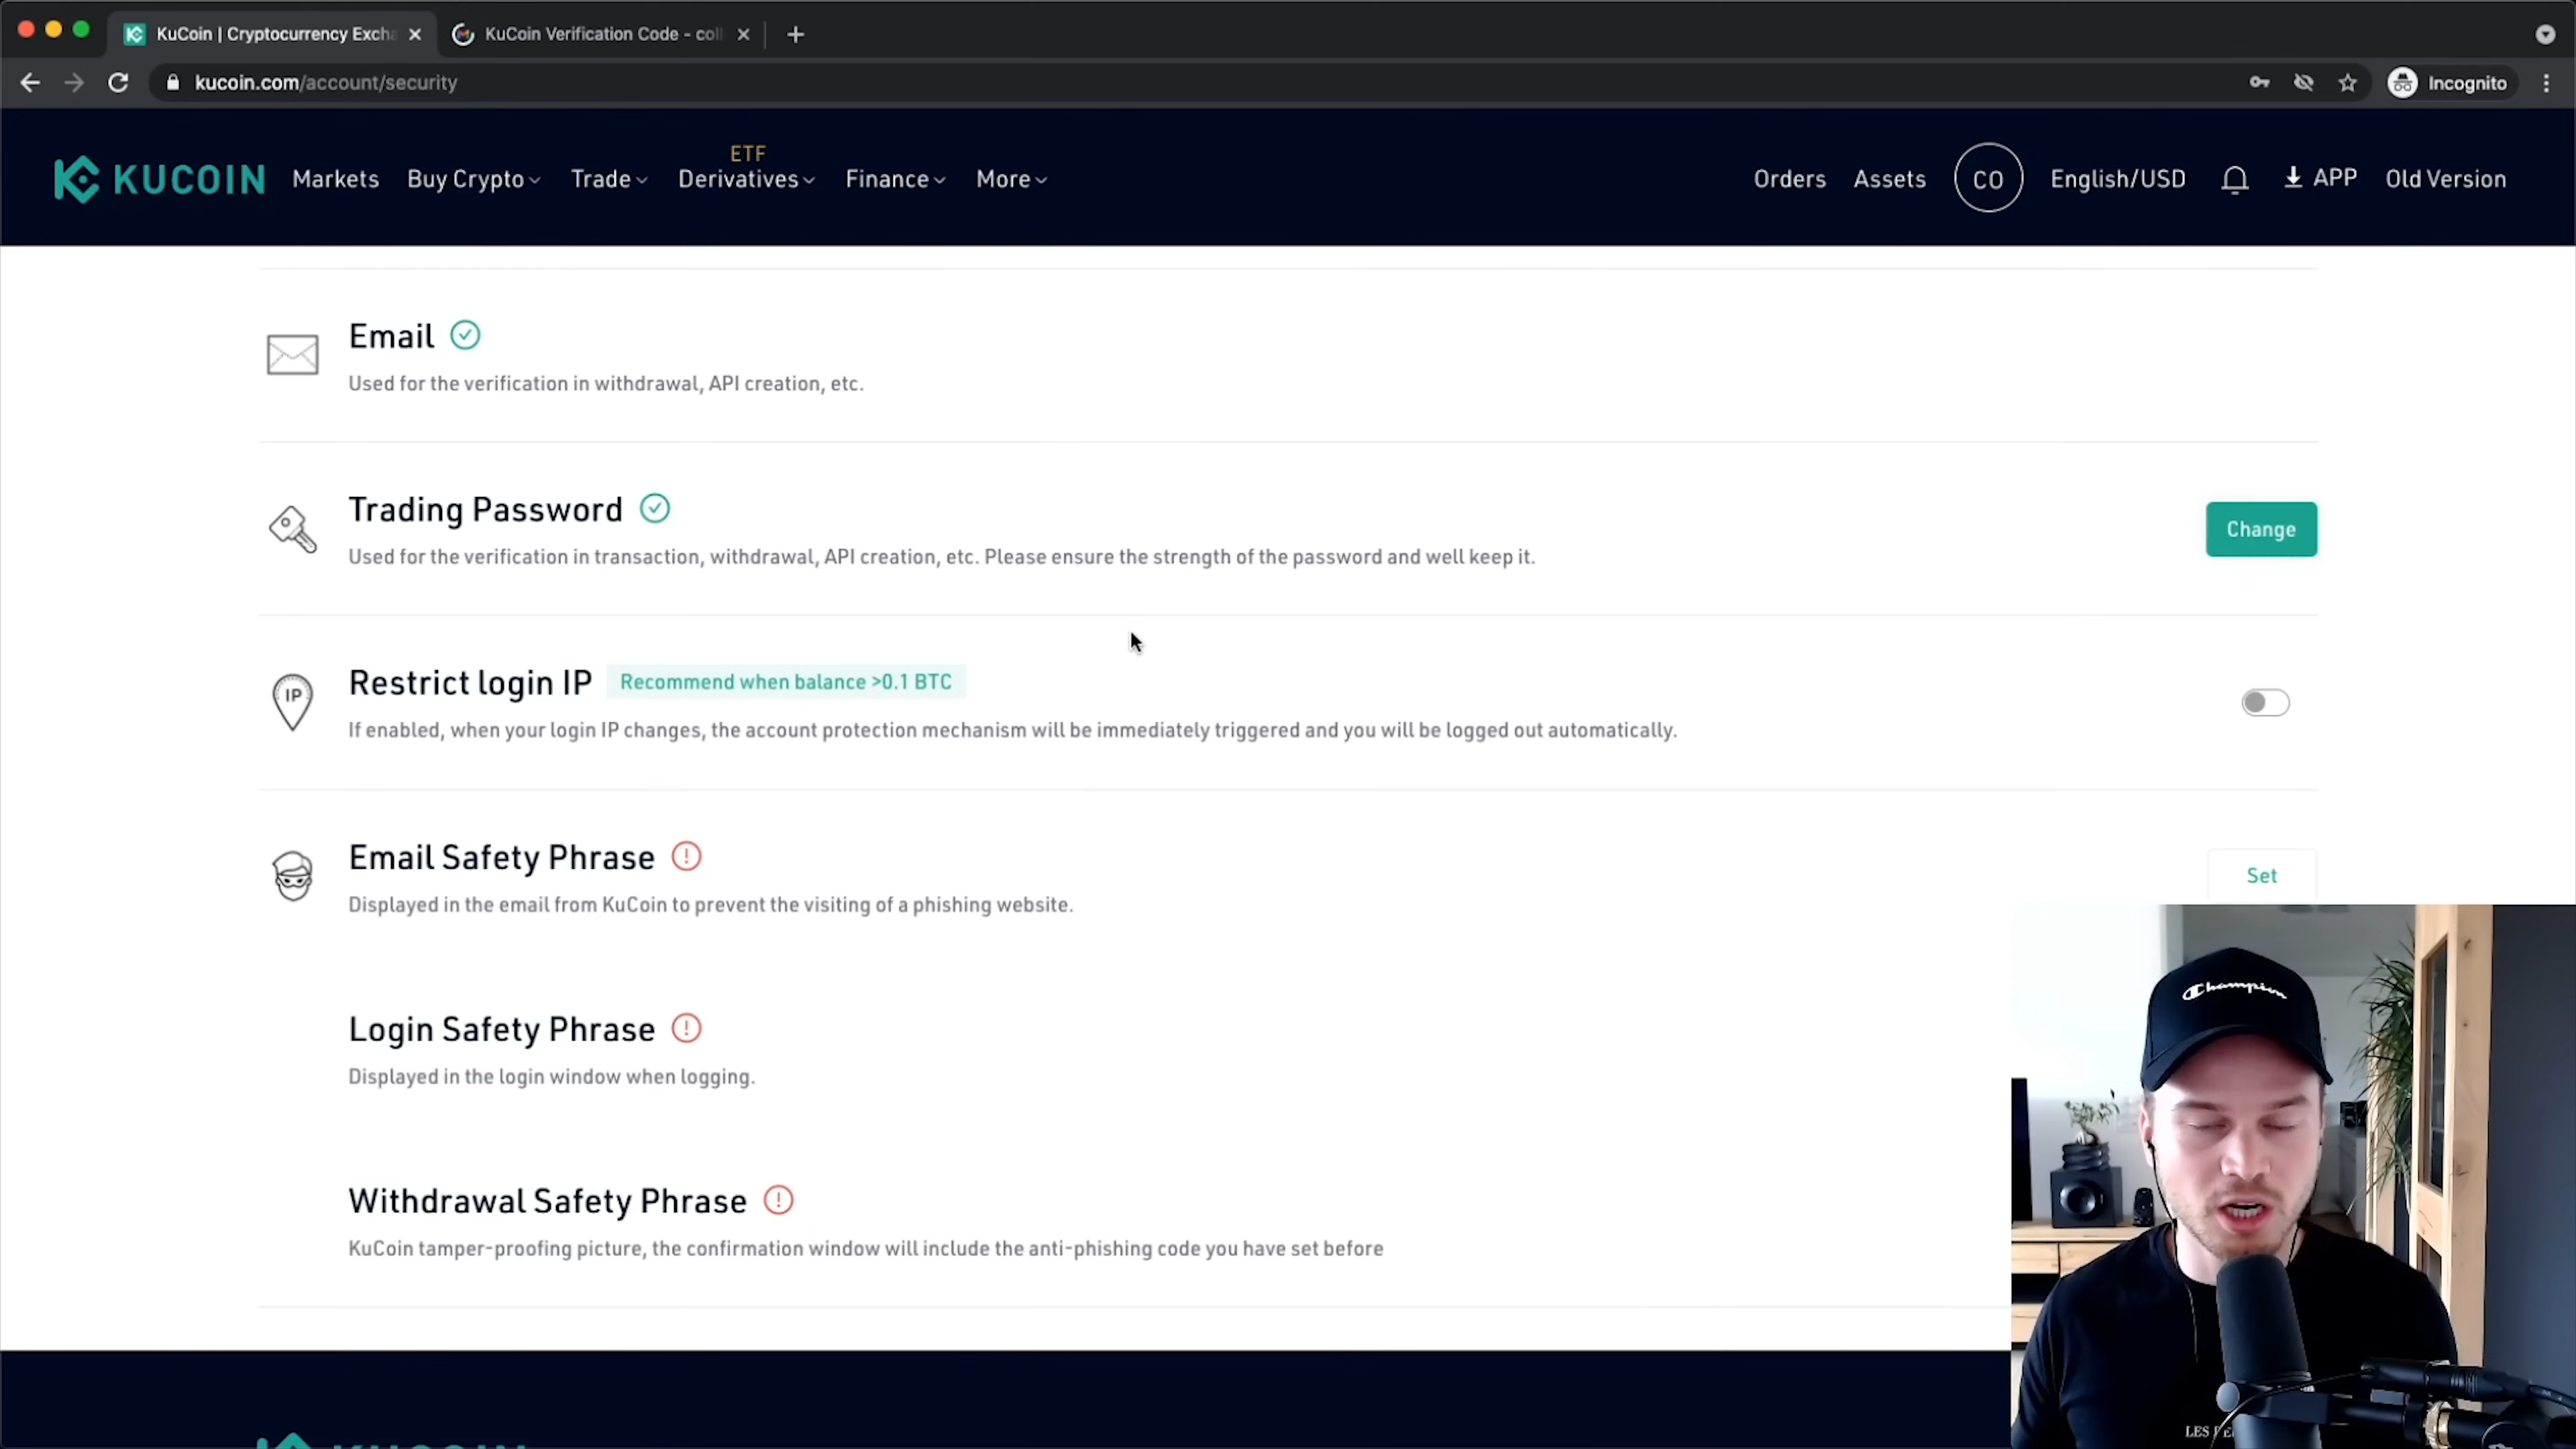 KuCoin | Cryptocurrency Excha
KuCoin Verification Code - coll
kucoin.com/account/security
Incognito
KUCOIN
Markets
Buy Crypto
Trade
ETF
Derivatives
Finance
More
Orders
Assets
CO
English/USD
APP
Old Version
Email
Used for the verification in withdrawal, API creation, etc.
Trading Password
Used for the verification in transaction, withdrawal, API creation, etc. Please ensure the strength of the password and well keep it.
Change
IP
Restrict login IP
Recommend when balance >0.1 BTC
If enabled, when your login IP changes, the account protection mechanism will be immediately triggered and you will be logged out automatically.
Email Safety Phrase
Displayed in the email from KuCoin to prevent the visiting of a phishing website.
Set
Login Safety Phrase
Displayed in the login window when logging.
Withdrawal Safety Phrase
KuCoin tamper-proofing picture, the confirmation window will include the anti-phishing code you have set before
Champion
LES
KUCOIN